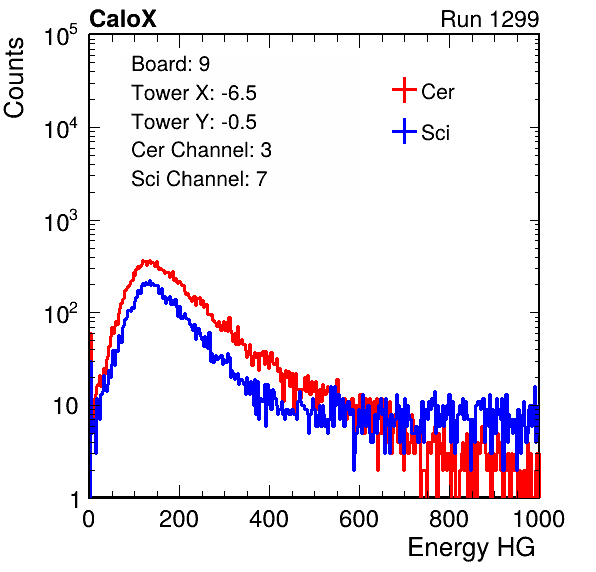 CaloX Run 1299
Counts
10^5
10^4
10^3
10^2
10
1
Board: 9
Tower X: -6.5
Tower Y: -0.5
Cer Channel: 3
Sci Channel: 7
Cer
Sci
0 200 400 600 800 1000
Energy HG